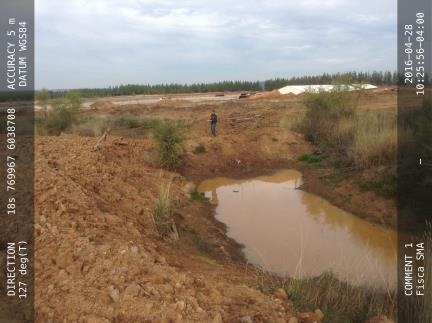 DIRECTION
127 deg(T)
18s 769967 6038708
ACCURACY 5 m
DATUM WGS84
COMMENT 1
Fisca SMA
2016-04-28
10:25:56-04:00